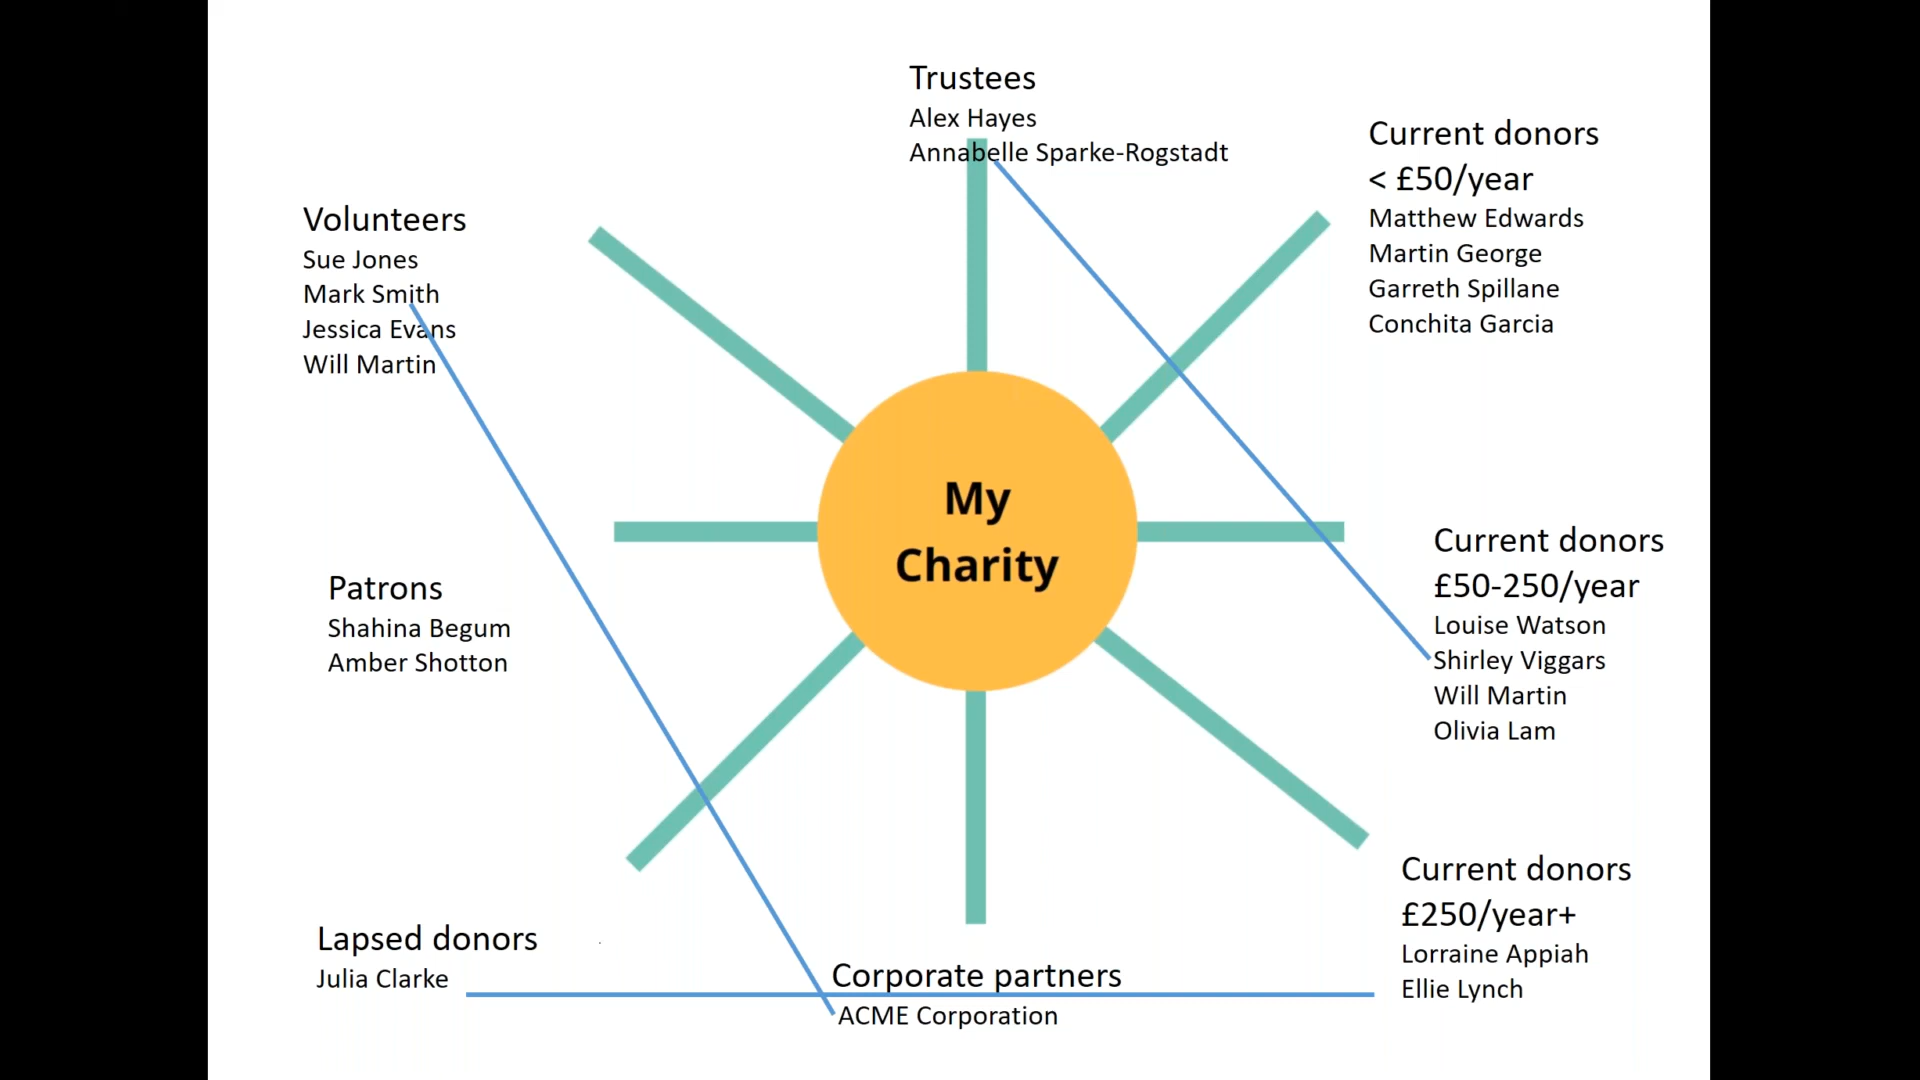 Trustees
Alex Hayes
Annabelle Sparke-Rogstadt
Current donors
< £50/year
Matthew Edwards
Martin George
Garreth Spillane
Conchita Garcia
Volunteers
Sue Jones
Mark Smith
Jessica Evans
Will Martin
My
Charity
Current donors
£50-250/year
Louise Watson
Shirley Viggars
Will Martin
Olivia Lam
Patrons
Shahina Begum
Amber Shotton
Current donors
£250/year+
Lorraine Appiah
Ellie Lynch
Lapsed donors
Julia Clarke
Corporate partners
ACME Corporation